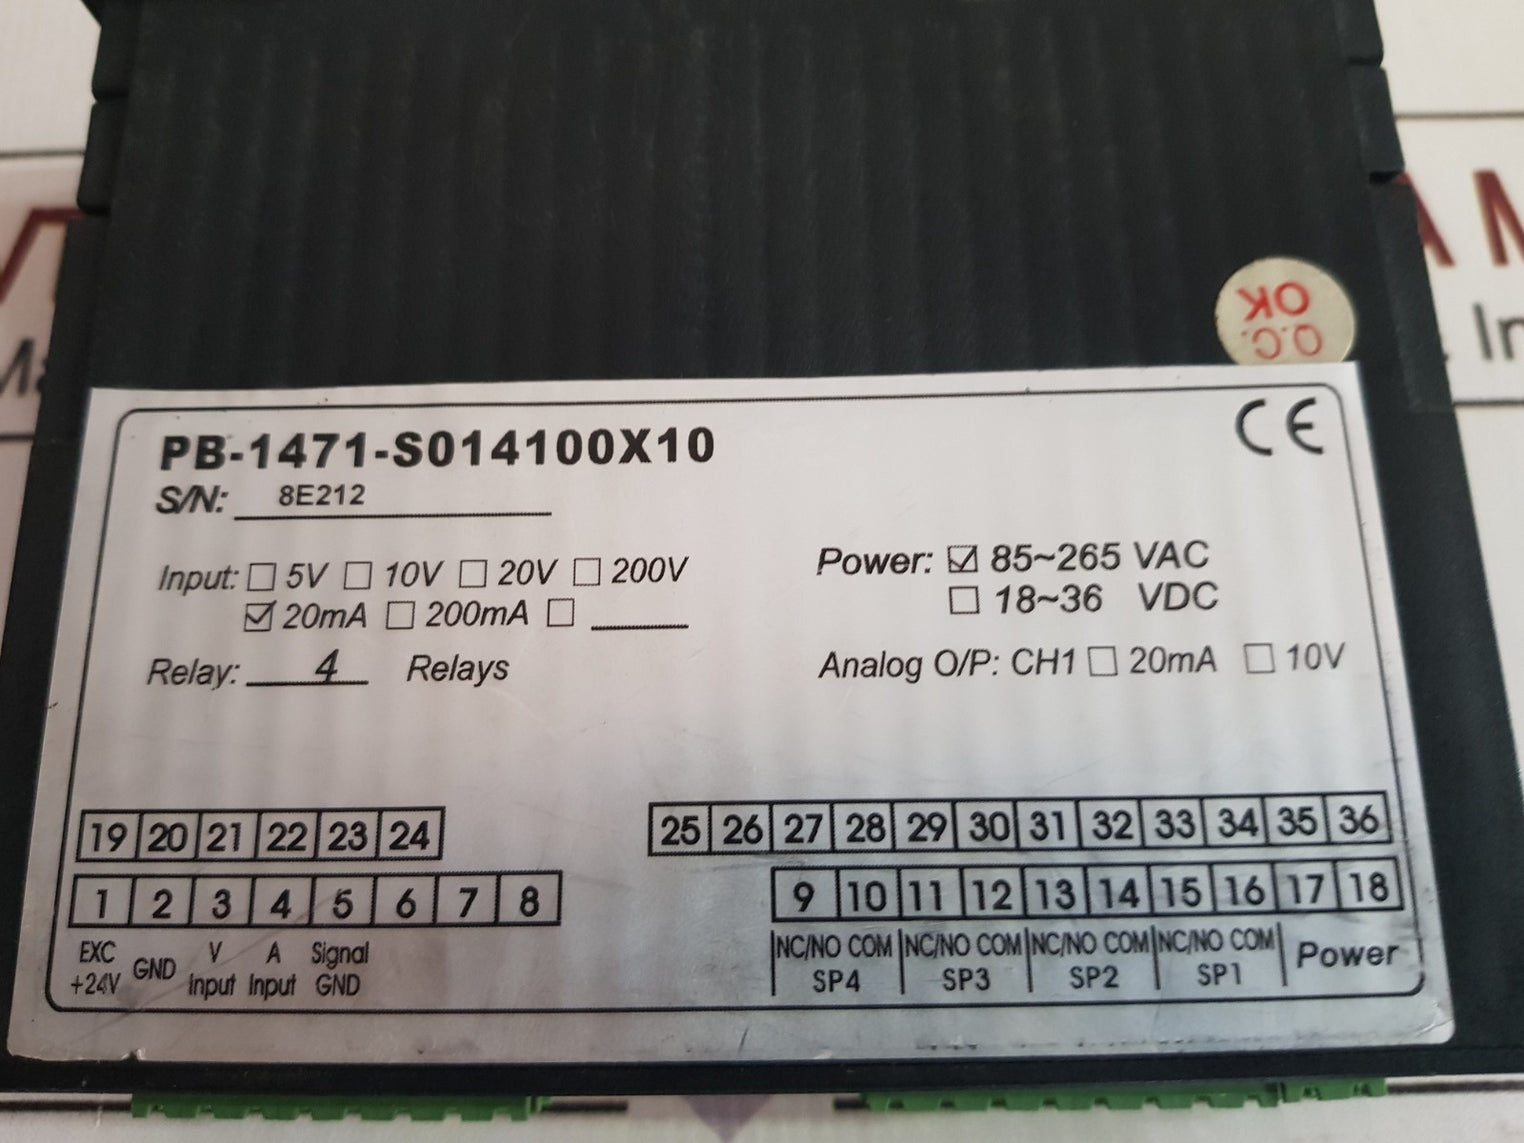 Q.C.
OK
PB-1471-S014100X10
CE
S/N: 8E212
Input: ☐ 5V ☐ 10V ☐ 20V ☐ 200V
☑ 20mA ☐ 200mA ☐ ______
Power: ☑ 85~265 VAC
☐ 18~36 VDC
Relay: 4 Relays
Analog O/P: CH1 ☐ 20mA ☐ 10V
19 20 21 22 23 24
25 26 27 28 29 30 31 32 33 34 35 36
1 2 3 4 5 6 7 8
9 10 11 12 13 14 15 16 17 18
EXC +24V
GND
V Input
A Input
Signal GND
NC/NO COM SP4
NC/NO COM SP3
NC/NO COM SP2
NC/NO COM SP1
Power